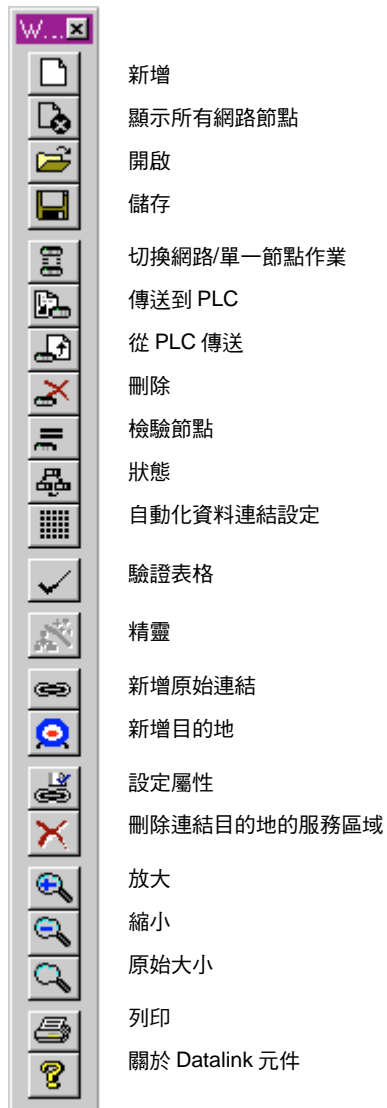 W...
新增
顯示所有網路節點
開啟
儲存
切換網路/單一節點作業
傳送到 PLC
從 PLC 傳送
刪除
檢驗節點
狀態
自動化資料連結設定
驗證表格
精靈
新增原始連結
新增目的地
設定屬性
刪除連結目的地的服務區域
放大
縮小
原始大小
列印
關於 Datalink 元件